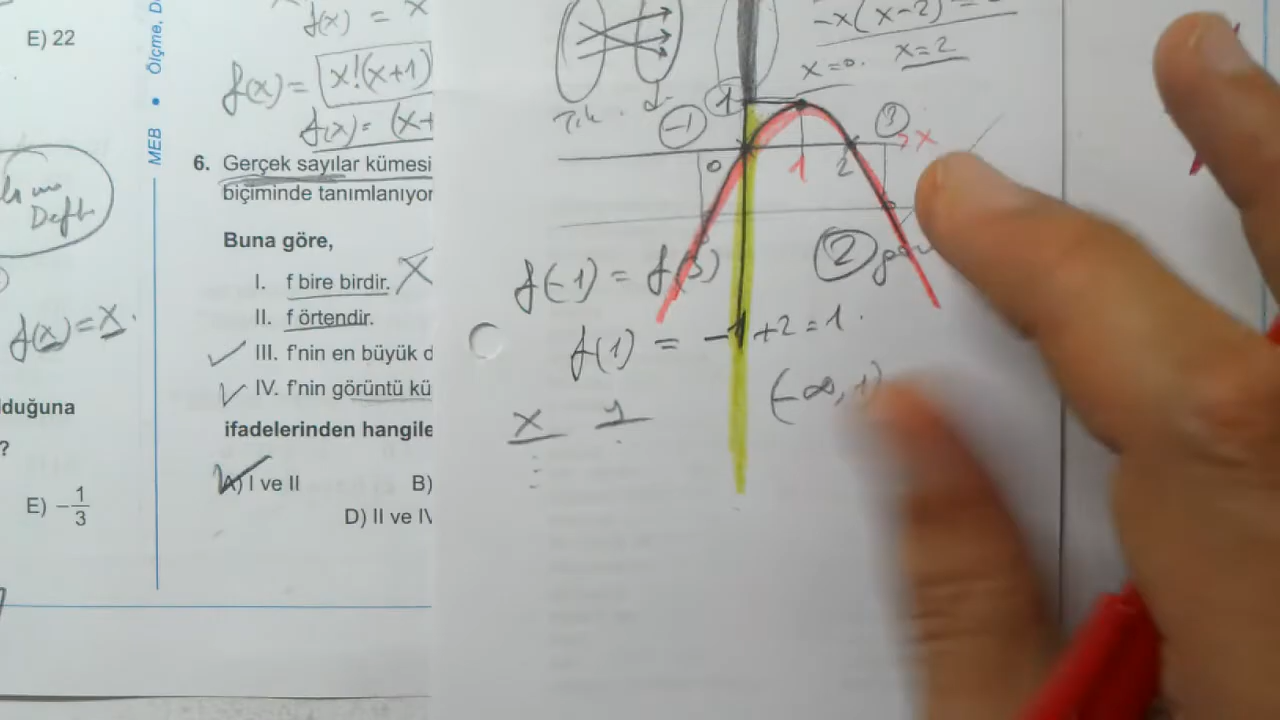 E) 22
MEB • Ölçme, D
f(x) = x
f(x) = x!(x+1)
f(x) = (x+
6. Gerçek sayılar kümesi
biçiminde tanımlanıyor
Buna göre,
I. f bire birdir. X
II. f örtendir.
III. f'nin en büyük d
IV. f'nin görüntü kü
ifadelerinden hangile
A) I ve II B)
D) II ve IV
Deft
f(x) = x.
lduğuna
?
E) -1/3
-x(x-2) =
x=0. x=2
-1 1 3
0 1 2 x
f(-1) = f(3) 2
f(1) = -1+2=1.
(-∞, 1)
x y